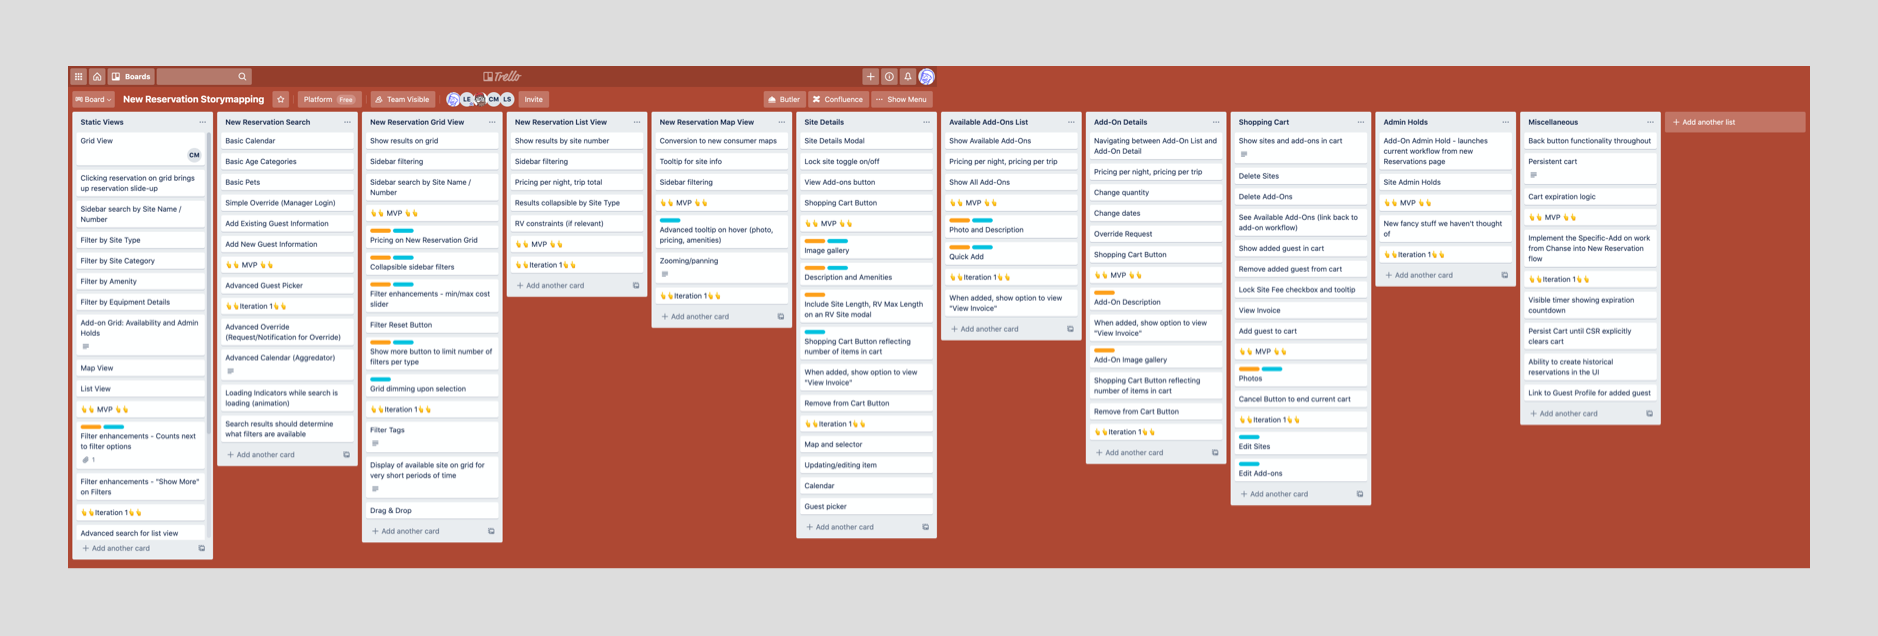 Boards
Trello
Board
New Reservation Storymapping
Platform Free
Team Visible
LE
CM
LS
Invite
Butler
Confluence
Show Menu
Static Views
Grid View
CM
Clicking reservation on grid brings
up reservation slide-up
Sidebar search by Site Name /
Number
Filter by Site Type
Filter by Site Category
Filter by Amenity
Filter by Equipment Details
Add-on Grid: Availability and Admin
Holds
Map View
List View
👆👆 MVP 👆👆
Filter enhancements - Counts next
to filter options
1
Filter enhancements - "Show More"
on Filters
👆👆Iteration 1👆👆
Advanced search for list view
+ Add another card
New Reservation Search
Basic Calendar
Basic Age Categories
Basic Pets
Simple Override (Manager Login)
Add Existing Guest Information
Add New Guest Information
👆👆 MVP 👆👆
Advanced Guest Picker
👆👆Iteration 1👆👆
Advanced Override
(Request/Notification for Override)
Advanced Calendar (Aggredator)
Loading Indicators while search is
loading (animation)
Search results should determine
what filters are available
+ Add another card
New Reservation Grid View
Show results on grid
Sidebar filtering
Sidebar search by Site Name /
Number
👆👆 MVP 👆👆
Pricing on New Reservation Grid
Collapsible sidebar filters
Filter enhancements - min/max cost
slider
Filter Reset Button
Show more button to limit number of
filters per type
Grid dimming upon selection
👆👆Iteration 1👆👆
Filter Tags
Display of available site on grid for
very short periods of time
Drag & Drop
+ Add another card
New Reservation List View
Show results by site number
Sidebar filtering
Pricing per night, trip total
Results collapsible by Site Type
RV constraints (if relevant)
👆👆 MVP 👆👆
👆👆Iteration 1👆👆
+ Add another card
New Reservation Map View
Conversion to new consumer maps
Tooltip for site info
Sidebar filtering
👆👆 MVP 👆👆
Advanced tooltip on hover (photo,
pricing, amenities)
Zooming/panning
👆👆Iteration 1👆👆
+ Add another card
Site Details
Site Details Modal
Lock site toggle on/off
View Add-ons button
Shopping Cart Button
👆👆 MVP 👆👆
Image gallery
Description and Amenities
Include Site Length, RV Max Length
on an RV Site modal
Shopping Cart Button reflecting
number of items in cart
When added, show option to view
"View Invoice"
Remove from Cart Button
👆👆Iteration 1👆👆
Map and selector
Updating/editing item
Calendar
Guest picker
+ Add another card
Available Add-Ons List
Show Available Add-Ons
Pricing per night, pricing per trip
Show All Add-Ons
👆👆 MVP 👆👆
Photo and Description
Quick Add
👆👆Iteration 1👆👆
When added, show option to view
"View Invoice"
+ Add another card
Add-On Details
Navigating between Add-On List and
Add-On Detail
Pricing per night, pricing per trip
Change quantity
Change dates
Override Request
Shopping Cart Button
👆👆 MVP 👆👆
Add-On Description
When added, show option to view
"View Invoice"
Add-On Image gallery
Shopping Cart Button reflecting
number of items in cart
Remove from Cart Button
👆👆Iteration 1👆👆
+ Add another card
Shopping Cart
Show sites and add-ons in cart
Delete Sites
Delete Add-Ons
See Available Add-Ons (link back to
add-on workflow)
Show added guest in cart
Remove added guest from cart
Lock Site Fee checkbox and tooltip
View Invoice
Add guest to cart
👆👆 MVP 👆👆
Photos
Cancel Button to end current cart
👆👆Iteration 1👆👆
Edit Sites
Edit Add-ons
+ Add another card
Admin Holds
Add-On Admin Hold - launches
current workflow from new
Reservations page
Site Admin Holds
👆👆 MVP 👆👆
New fancy stuff we haven't thought
of
👆👆Iteration 1👆👆
+ Add another card
Miscellaneous
Back button functionality throughout
Persistent cart
Cart expiration logic
👆👆 MVP 👆👆
Implement the Specific-Add on work
from Chanse into New Reservation
flow
👆👆Iteration 1👆👆
Visible timer showing expiration
countdown
Persist Cart until CSR explicitly
clears cart
Ability to create historical
reservations in the UI
Link to Guest Profile for added guest
+ Add another card
+ Add another list